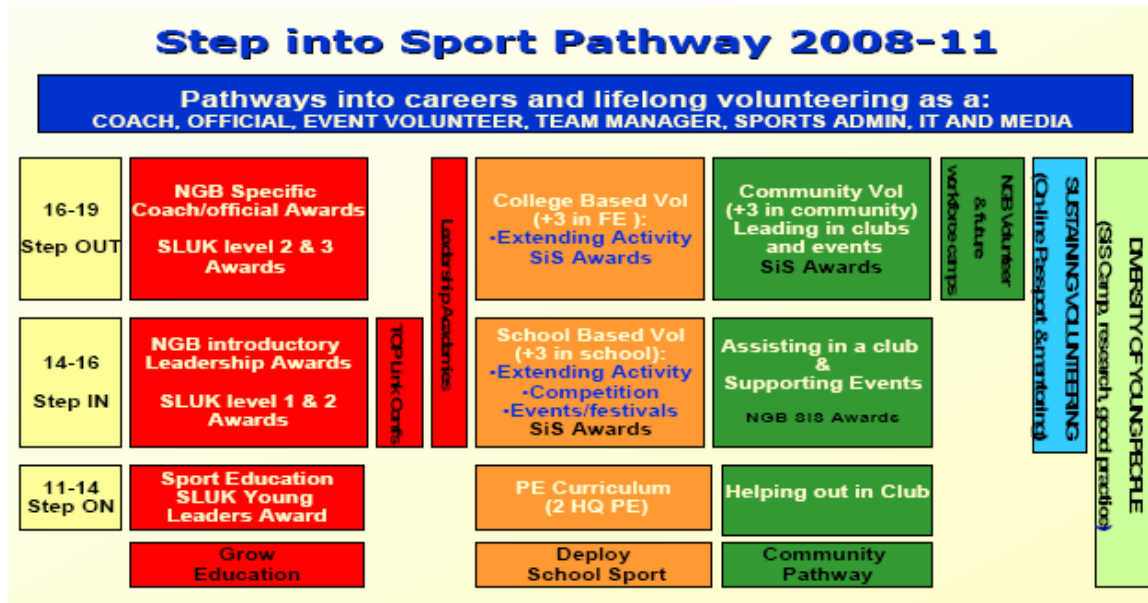 Step into Sport Pathway 2008-11
Pathways into careers and lifelong volunteering as a:
COACH, OFFICIAL, EVENT VOLUNTEER, TEAM MANAGER, SPORTS ADMIN, IT AND MEDIA
16-19
Step OUT
NGB Specific
Coach/official Awards
SLUK level 2 & 3
Awards
Leadership Academies
College Based Vol
(+3 in FE ):
•Extending Activity
SiS Awards
Community Vol
(+3 in community)
Leading in clubs
and events
SiS Awards
NGB Volunteer
& future
workforce camps
SUSTAINING VOLUNTEERING
(On-line Passport & mentoring)
DIVERSITY OF YOUNG PEOPLE
(SiS Camp, research, good practice)
14-16
Step IN
NGB introductory
Leadership Awards
SLUK level 1 & 2
Awards
TOP Link Confs
School Based Vol
(+3 in school):
•Extending Activity
•Competition
•Events/festivals
SiS Awards
Assisting in a club
&
Supporting Events
NGB SIS Awards
11-14
Step ON
Sport Education
SLUK Young
Leaders Award
PE Curriculum
(2 HQ PE)
Helping out in Club
Grow
Education
Deploy
School Sport
Community
Pathway